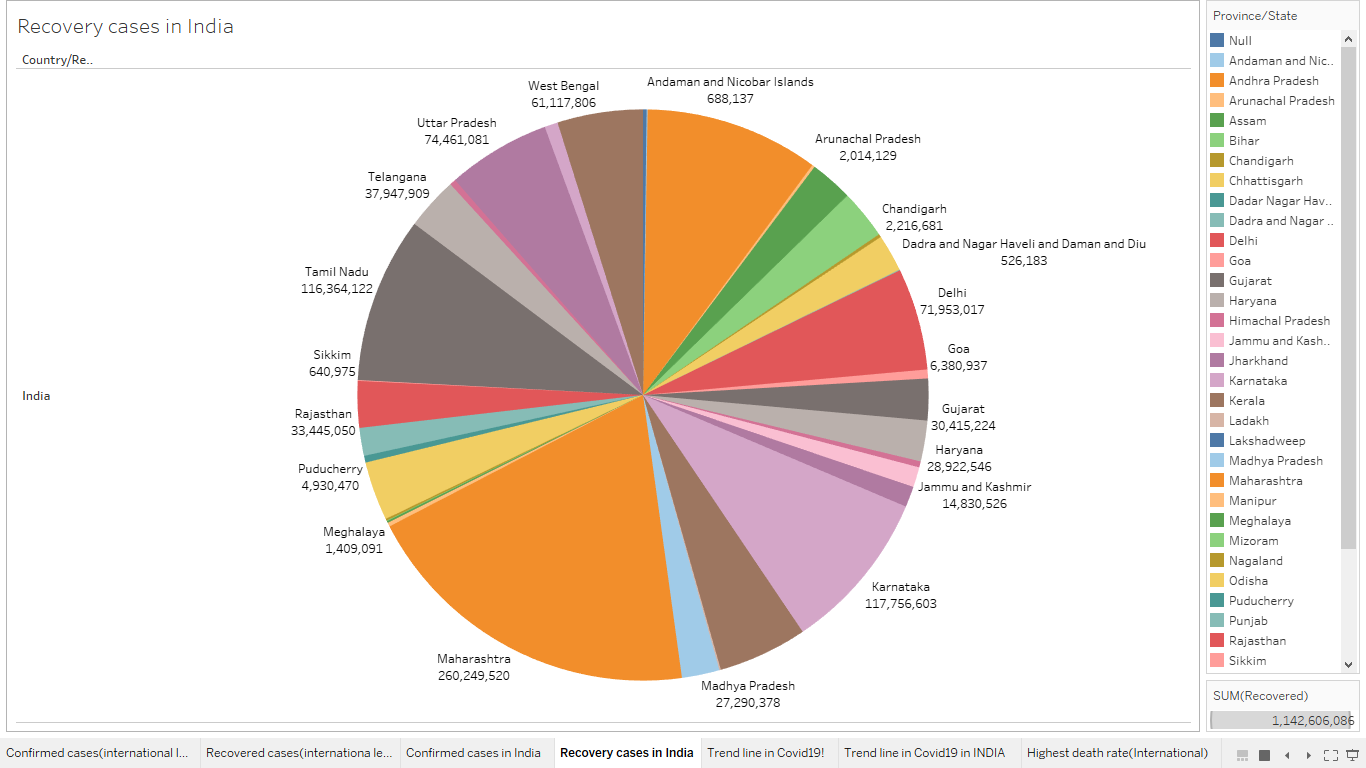 Recovery cases in India
Country/Re..
India
West Bengal
61,117,806
Andaman and Nicobar Islands
688,137
Uttar Pradesh
74,461,081
Arunachal Pradesh
2,014,129
Telangana
37,947,909
Chandigarh
2,216,681
Dadra and Nagar Haveli and Daman and Diu
526,183
Tamil Nadu
116,364,122
Delhi
71,953,017
Sikkim
640,975
Goa
6,380,937
Rajasthan
33,445,050
Gujarat
30,415,224
Puducherry
4,930,470
Haryana
28,922,546
Jammu and Kashmir
14,830,526
Meghalaya
1,409,091
Karnataka
117,756,603
Maharashtra
260,249,520
Madhya Pradesh
27,290,378
Province/State
Null
Andaman and Nic..
Andhra Pradesh
Arunachal Pradesh
Assam
Bihar
Chandigarh
Chhattisgarh
Dadar Nagar Hav..
Dadra and Nagar ..
Delhi
Goa
Gujarat
Haryana
Himachal Pradesh
Jammu and Kash..
Jharkhand
Karnataka
Kerala
Ladakh
Lakshadweep
Madhya Pradesh
Maharashtra
Manipur
Meghalaya
Mizoram
Nagaland
Odisha
Puducherry
Punjab
Rajasthan
Sikkim
SUM(Recovered)
1,142,606,086
Confirmed cases(international l...
Recovered cases(internationa le...
Confirmed cases in India
Recovery cases in India
Trend line in Covid19!
Trend line in Covid19 in INDIA
Highest death rate(International)